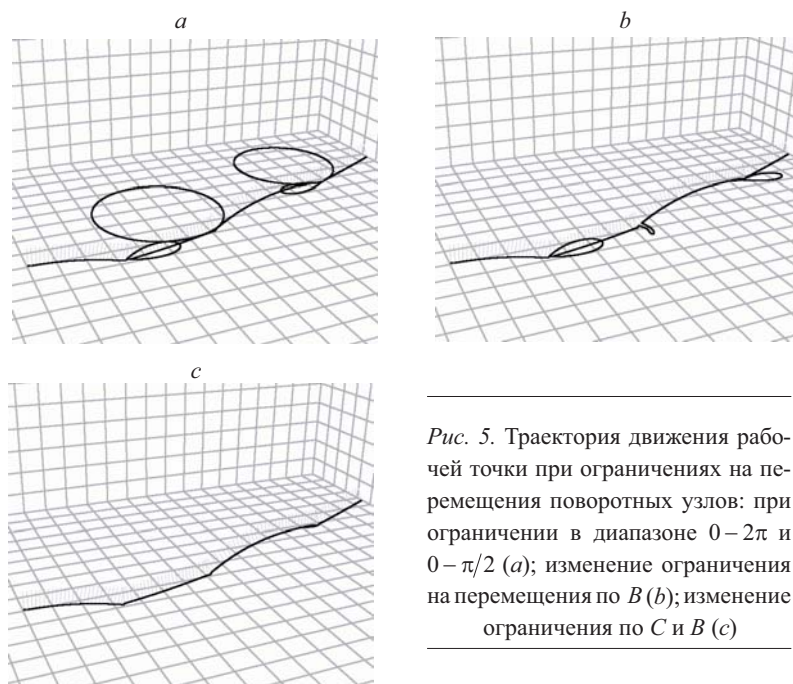 a
b
c
Рис. 5. Траектория движения рабо-
чей точки при ограничениях на пе-
ремещения поворотных узлов: при
ограничении в диапазоне 0 – 2π и
0 – π/2 (a); изменение ограничения
на перемещения по B (b); изменение
ограничения по C и B (c)